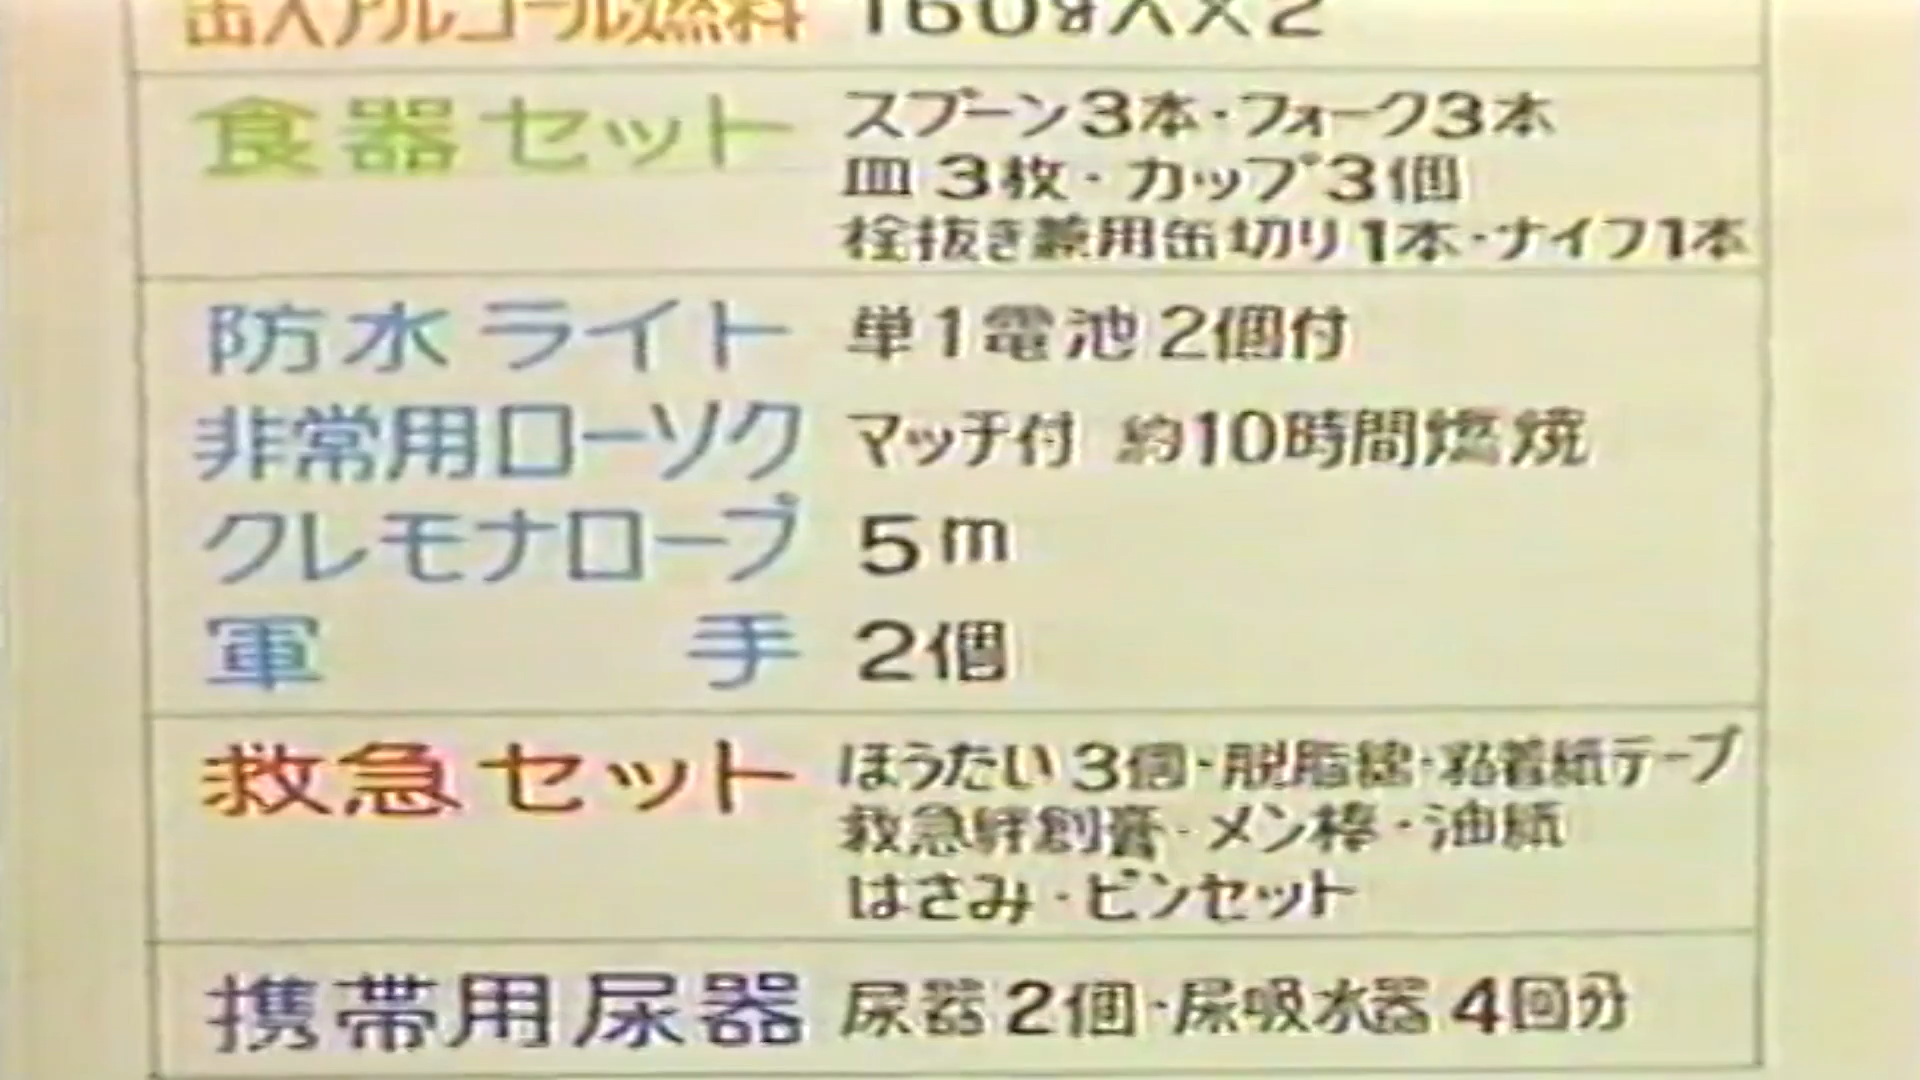 缶入アルコール燃料 160g入×2
食器セット スプーン3本・フォーク3本
皿3枚・カップ3個
栓抜き兼用缶切り1本・ナイフ1本
防水ライト 単1電池2個付
非常用ローソク マッチ付 約10時間燃焼
クレモナロープ 5m
軍手 2個
救急セット ほうたい3個・脱脂綿・粘着紙テープ
救急絆創膏・メン棒・油紙
はさみ・ピンセット
携帯用尿器 尿器2個・尿吸水器4回分